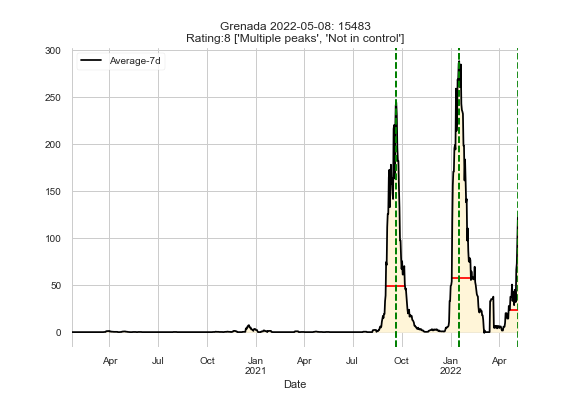 Grenada 2022-05-08: 15483
Rating:8 ['Multiple peaks', 'Not in control']
Average-7d
300
250
200
150
100
50
0
Apr Jul Oct Jan Apr Jul Oct Jan Apr
2021 2022
Date